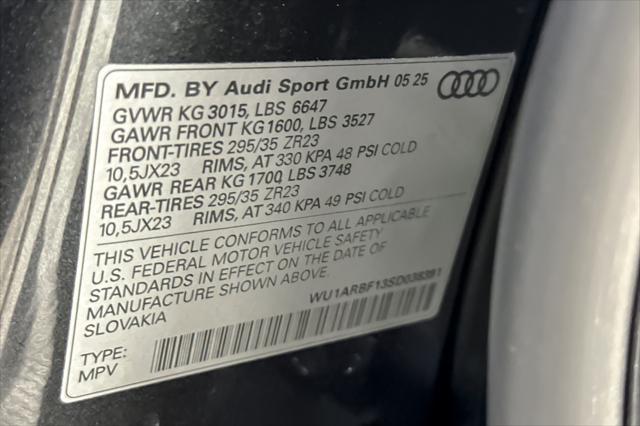 MFD. BY Audi Sport GmbH 05 25
GVWR KG 3015, LBS 6647
GAWR FRONT KG 1600, LBS 3527
FRONT-TIRES 295/35 ZR23
10,5JX23 RIMS, AT 330 KPA 48 PSI COLD
GAWR REAR KG 1700, LBS 3748
REAR-TIRES 295/35 ZR23
10,5JX23 RIMS, AT 340 KPA 49 PSI COLD
THIS VEHICLE CONFORMS TO ALL APPLICABLE
U.S. FEDERAL MOTOR VEHICLE SAFETY
STANDARDS IN EFFECT ON THE DATE OF
MANUFACTURE SHOWN ABOVE.
SLOVAKIA
WU1ARBF13SD038391
TYPE:
MPV